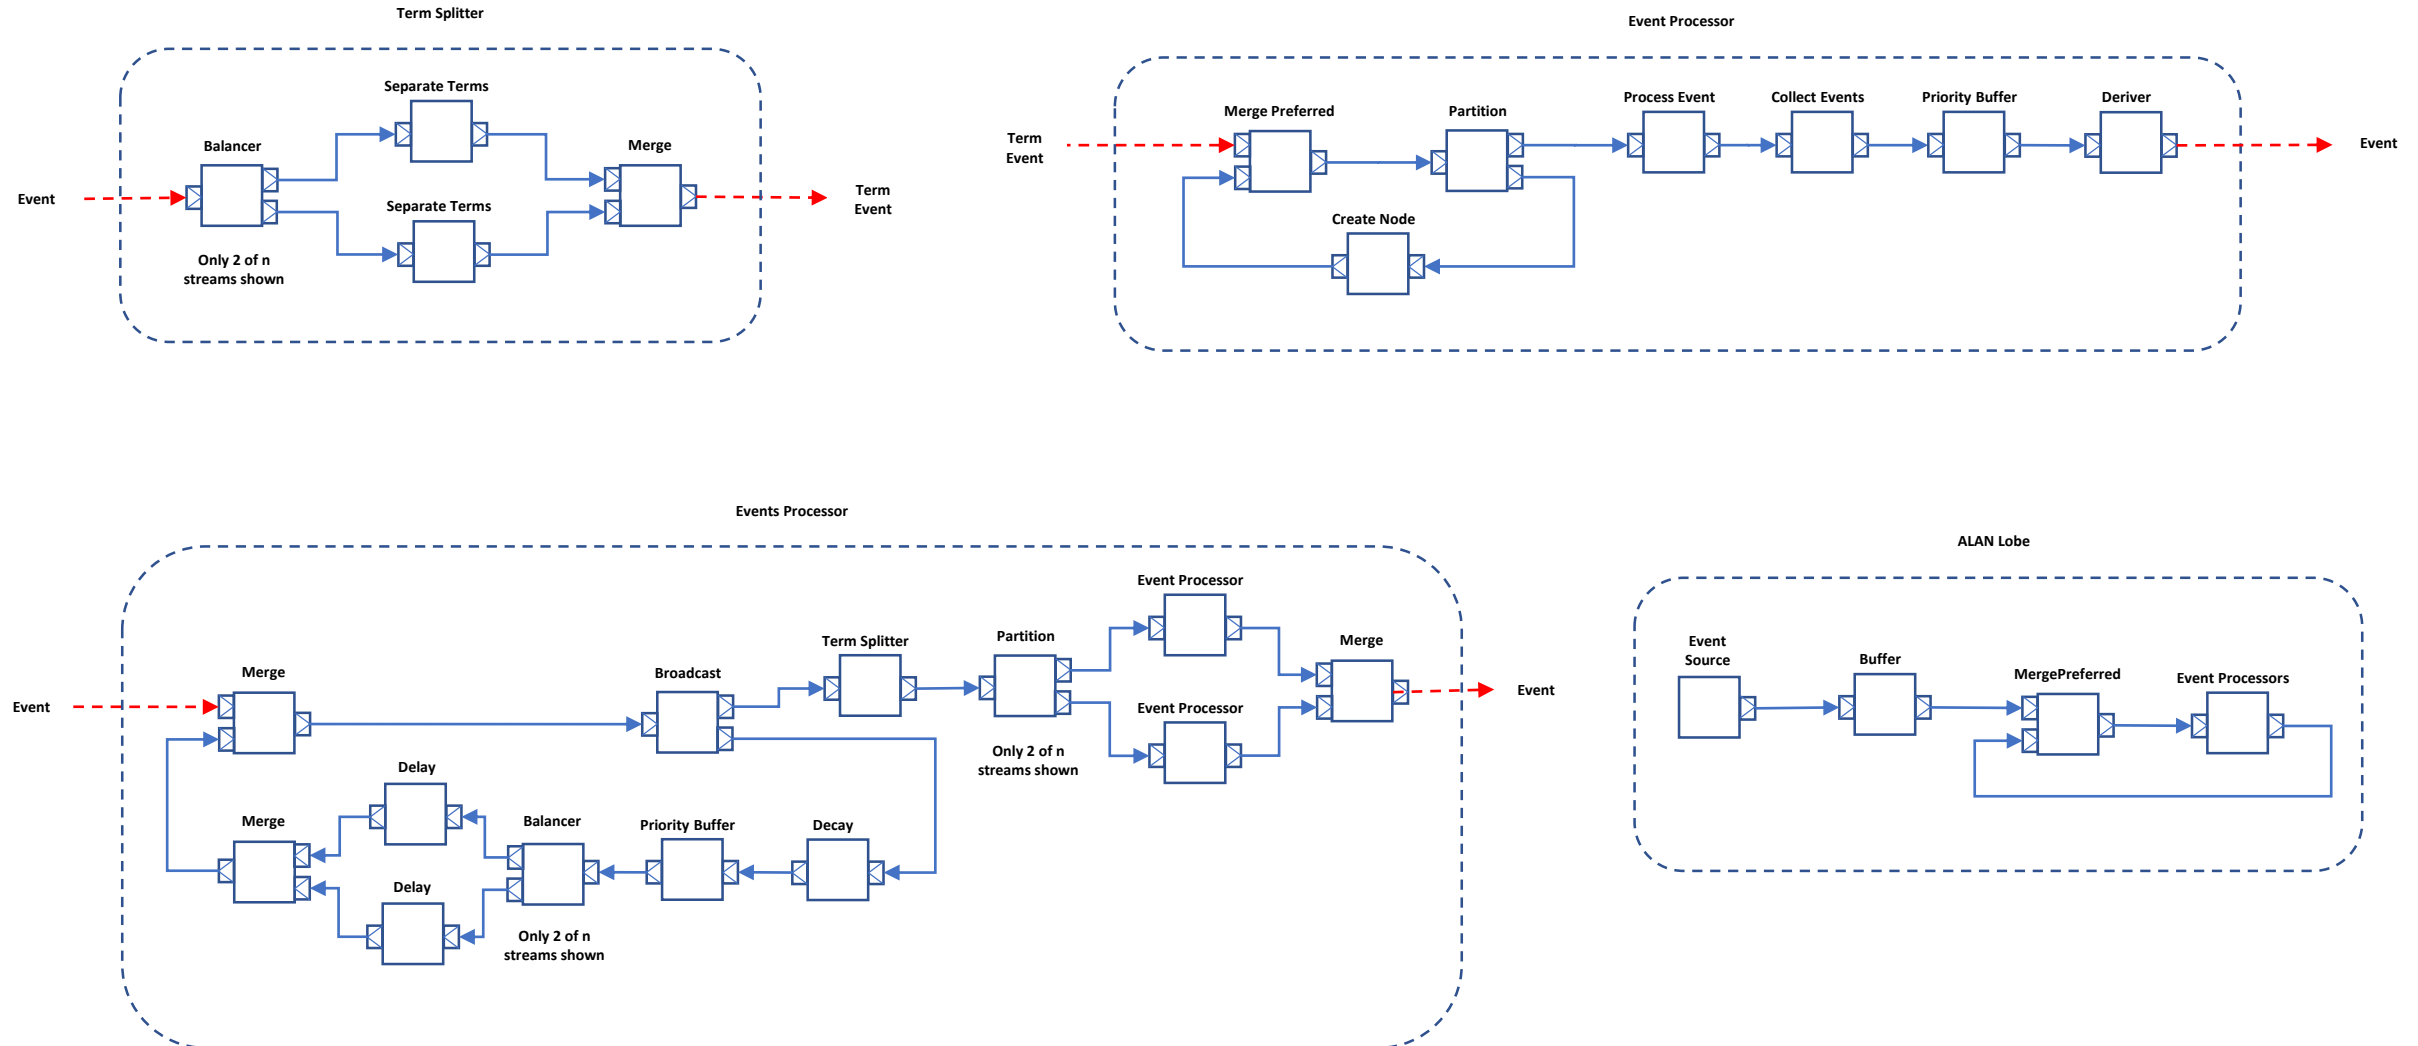 Term Splitter
Separate Terms
Balancer
Merge
Event
Separate Terms
Term
Event
Only 2 of n
streams shown
Event Processor
Merge Preferred
Partition
Process Event
Collect Events
Priority Buffer
Deriver
Term
Event
Event
Create Node
Events Processor
Event Processor
Term Splitter
Partition
Merge
Merge
Broadcast
Event
Event
Event Processor
Only 2 of n
streams shown
Delay
Merge
Balancer
Priority Buffer
Decay
Delay
Only 2 of n
streams shown
ALAN Lobe
Event
Source
Buffer
MergePreferred
Event Processors